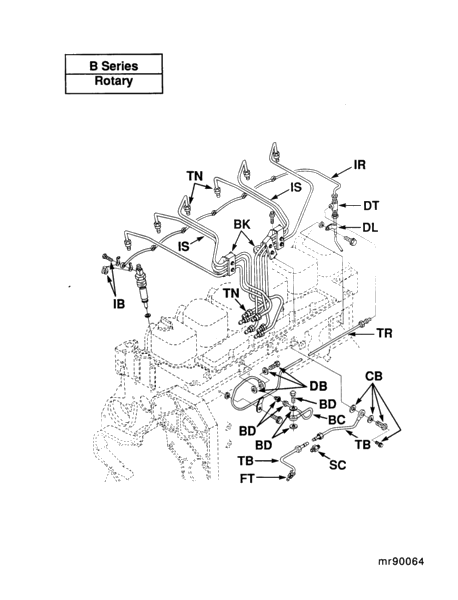 B Series
Rotary
IR
TN
IS
DT
BK
DL
IS
IB
TN
TR
CB
DB
BD
BC
BD
BD
TB
TB
SC
FT
mr90064